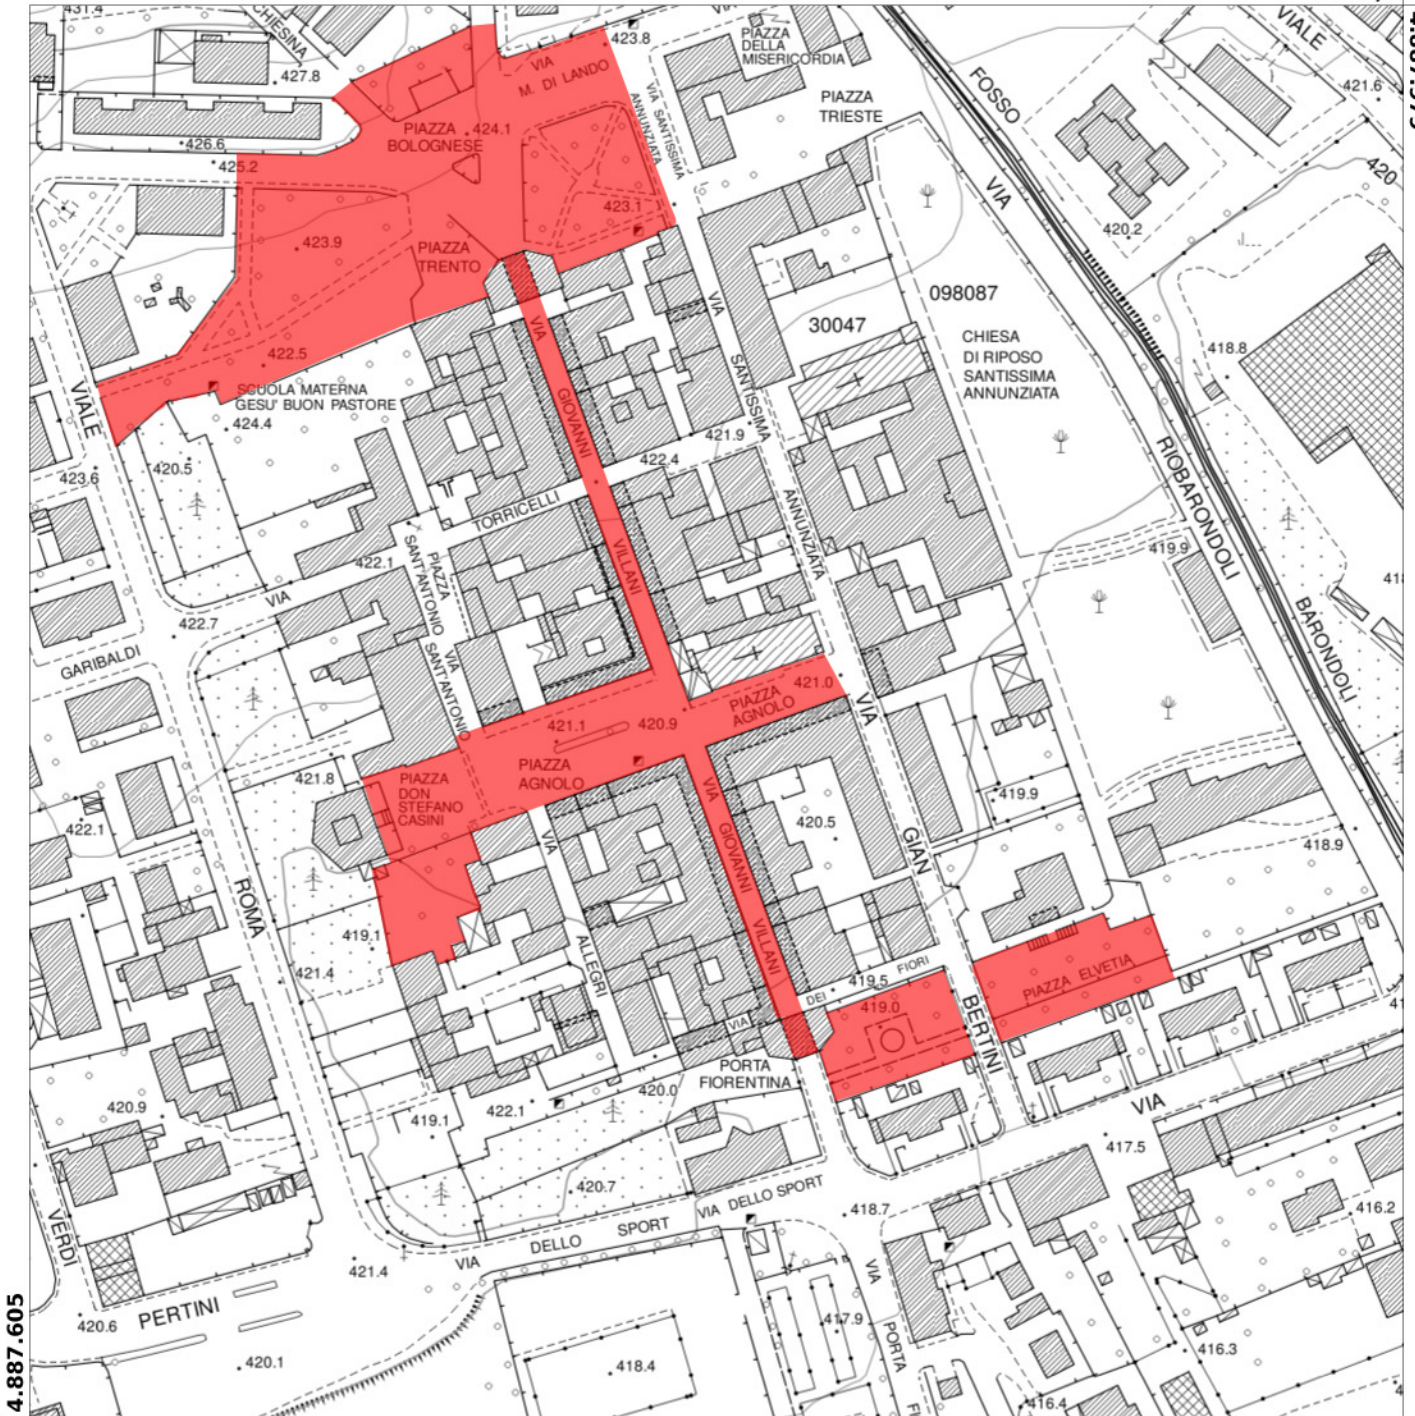 431.4
CHIESINA
VIA
423.8
PIAZZA
DELLA
MISERICORDIA
VIALE
421.6
427.8
VIA
M. DI LANDO
FOSSO
PIAZZA
TRIESTE
VIA SANTISSIMA
ANNUNZIATA
PIAZZA
BOLOGNESE
424.1
426.6
425.2
420
VIA
423.1
420.2
423.9
PIAZZA
TRENTO
098087
30047
VIA
VIA
CHIESA
DI RIPOSO
SANTISSIMA
ANNUNZIATA
418.8
422.5
SCUOLA MATERNA
GESU' BUON PASTORE
424.4
VIALE
GIOVANNI
SANTISSIMA
421.9
422.4
420.5
423.6
RIOBARONDOLI
TORRICELLI
ANNUNZIATA
VILLANI
419.9
422.1
PIAZZA
SANT'ANTONIO
VIA
422.7
BARONDOLI
GARIBALDI
VIA
SANT'ANTONIO
421.0
PIAZZA
AGNOLO
VIA
421.1
420.9
421.8
PIAZZA
DON
STEFANO
CASINI
PIAZZA
AGNOLO
VIA
419.9
422.1
VIA
GIOVANNI
420.5
GIAN
418.9
ROMA
419.1
421.4
ALLEGRI
VILLANI
FIORI
419.5
DEI
VIA
419.0
PIAZZA ELVETIA
BERTINI
PORTA
FIORENTINA
420.0
420.9
419.1
422.1
VIA
417.5
420.7
VIA DELLO SPORT
418.7
416.2
VERDI
DELLO SPORT
VIA
421.4
VIA
PERTINI
420.6
417.9
PORTA
416.3
420.1
418.4
416.4
4.887.605